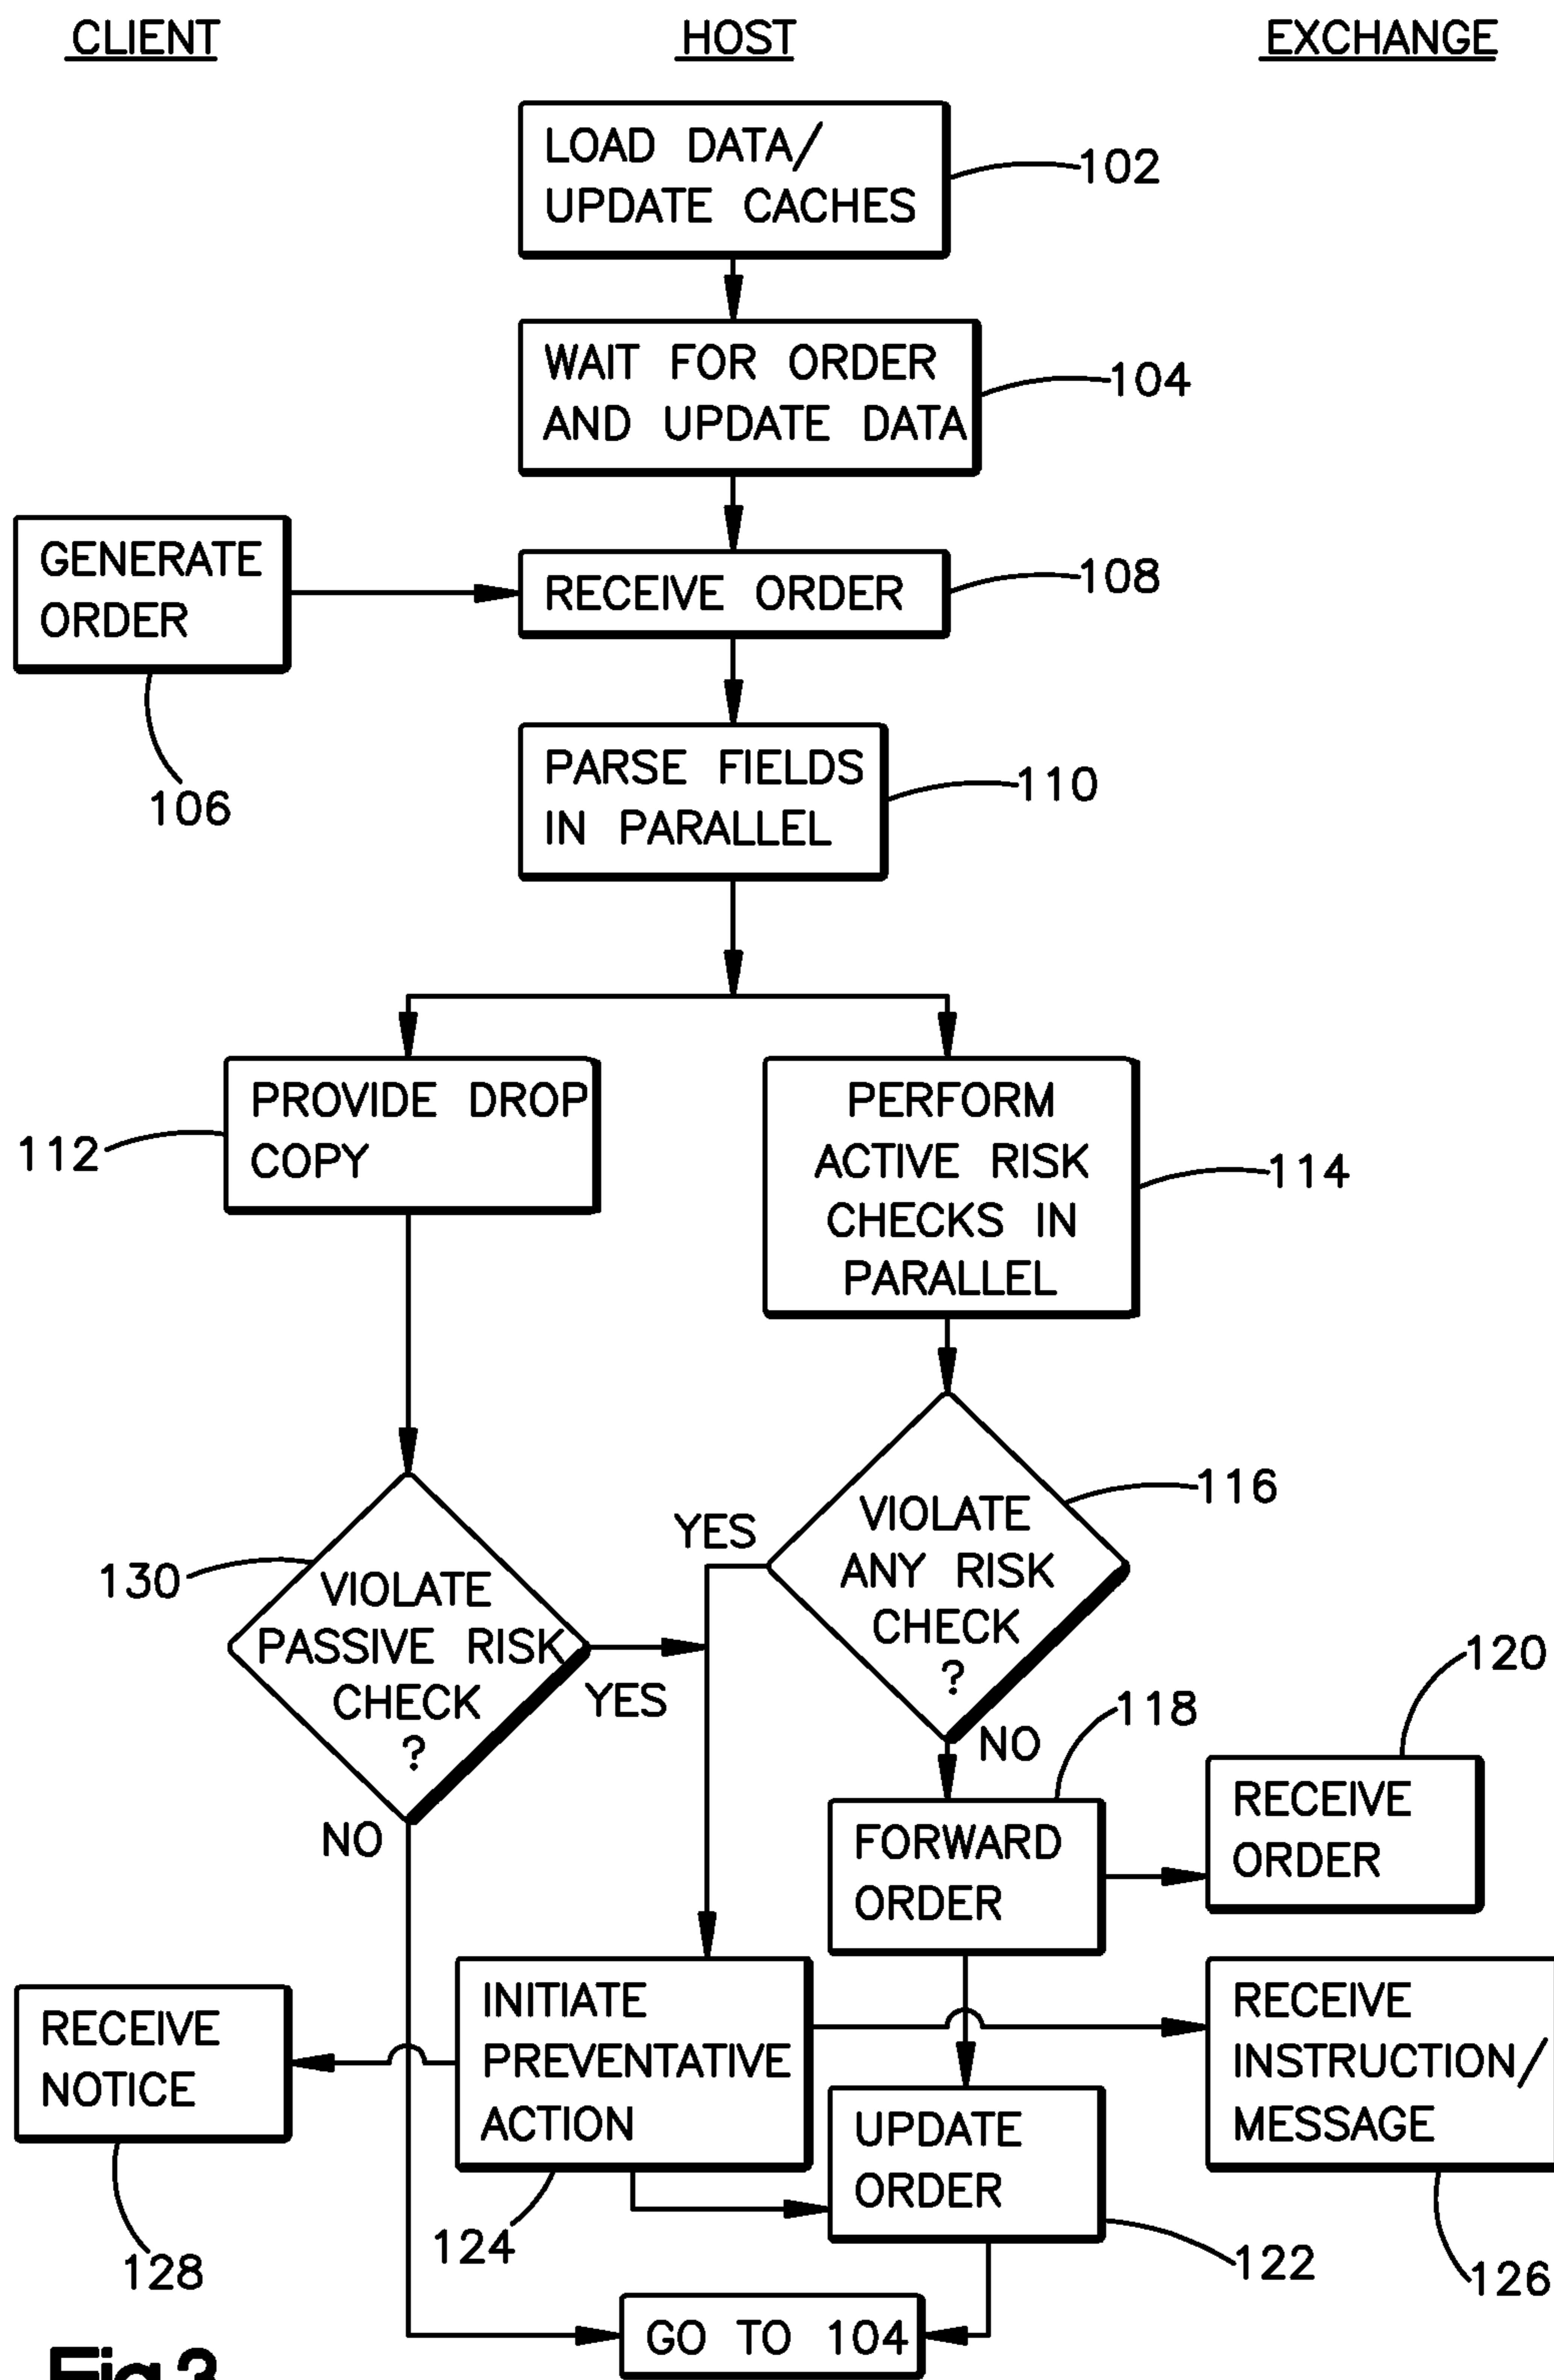 CLIENT
HOST
EXCHANGE
LOAD DATA/
UPDATE CACHES
102
WAIT FOR ORDER
AND UPDATE DATA
104
GENERATE
ORDER
106
RECEIVE ORDER
108
PARSE FIELDS
IN PARALLEL
110
PROVIDE DROP
COPY
112
PERFORM
ACTIVE RISK
CHECKS IN
PARALLEL
114
VIOLATE
ANY RISK
CHECK
?
116
YES
NO
130
VIOLATE
PASSIVE RISK
CHECK
?
YES
NO
118
FORWARD
ORDER
120
RECEIVE
ORDER
RECEIVE
NOTICE
128
INITIATE
PREVENTATIVE
ACTION
124
UPDATE
ORDER
122
RECEIVE
INSTRUCTION/
MESSAGE
126
GO TO 104
Fig.3